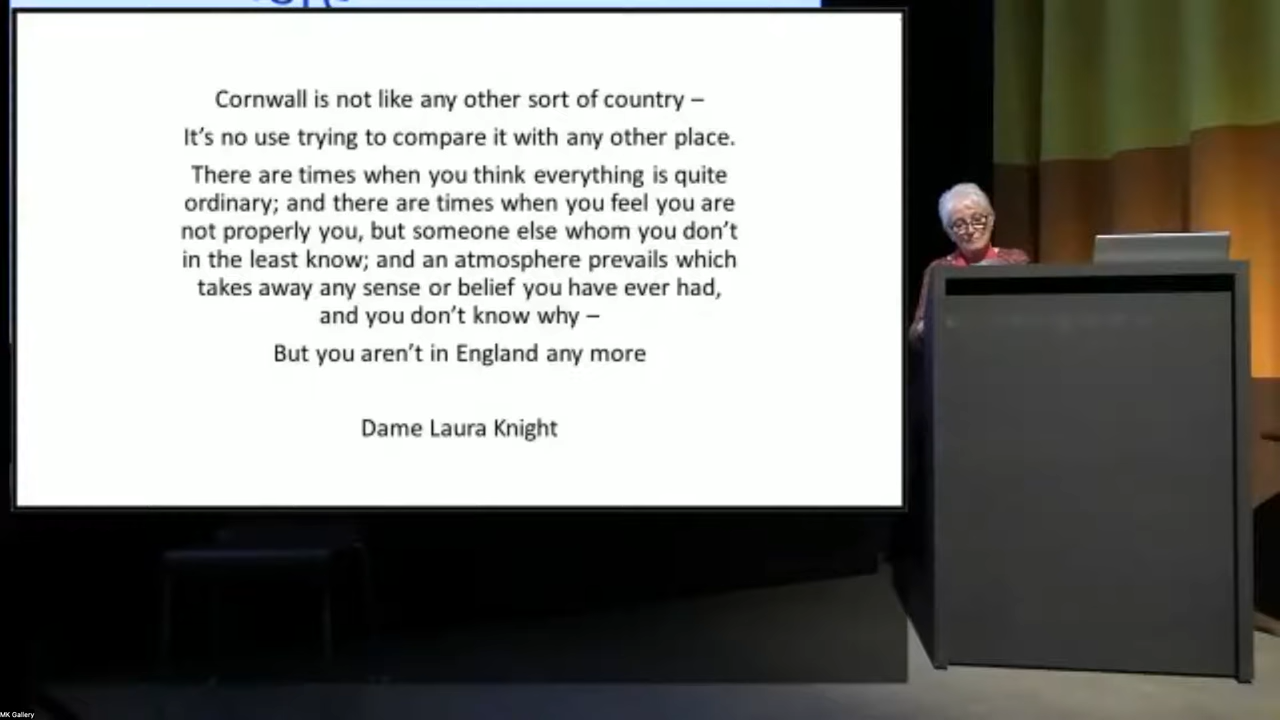 Cornwall is not like any other sort of country –
It’s no use trying to compare it with any other place.
There are times when you think everything is quite
ordinary; and there are times when you feel you are
not properly you, but someone else whom you don’t
in the least know; and an atmosphere prevails which
takes away any sense or belief you have ever had,
and you don’t know why –
But you aren’t in England any more
Dame Laura Knight
MK Gallery